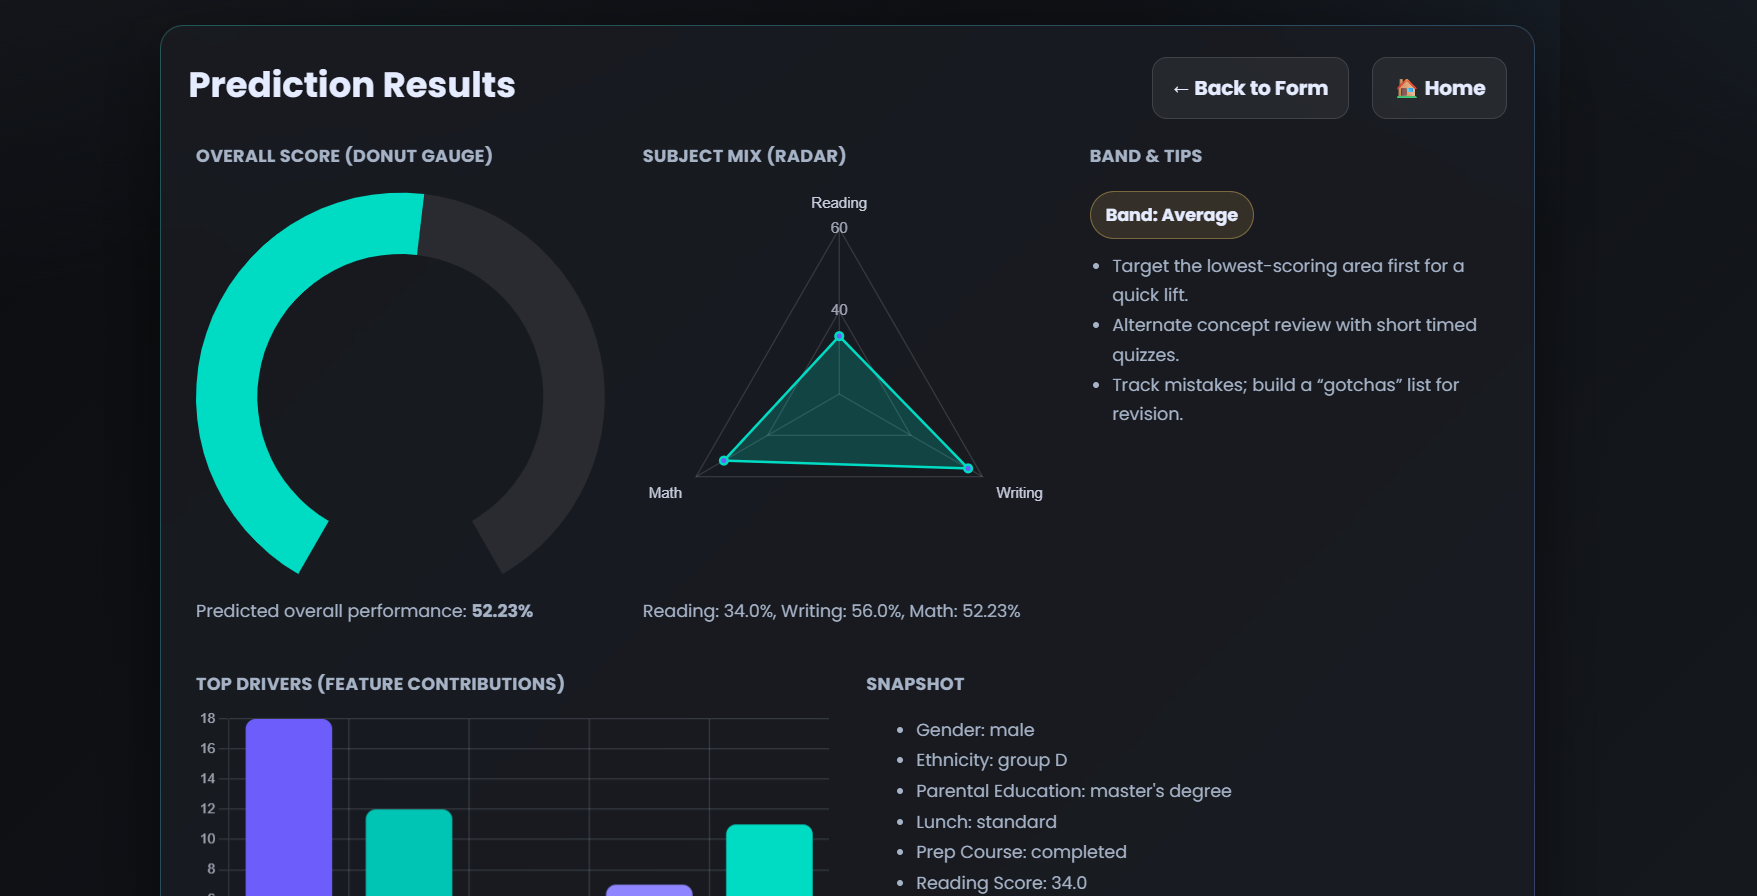 Prediction Results
← Back to Form
🏠 Home
OVERALL SCORE (DONUT GAUGE)
SUBJECT MIX (RADAR)
BAND & TIPS
Reading
60
40
Math
Writing
Band: Average
• Target the lowest-scoring area first for a
quick lift.
• Alternate concept review with short timed
quizzes.
• Track mistakes; build a “gotchas” list for
revision.
Predicted overall performance: 52.23%
Reading: 34.0%, Writing: 56.0%, Math: 52.23%
TOP DRIVERS (FEATURE CONTRIBUTIONS)
18
16
14
12
10
8
SNAPSHOT
• Gender: male
• Ethnicity: group D
• Parental Education: master's degree
• Lunch: standard
• Prep Course: completed
• Reading Score: 34.0